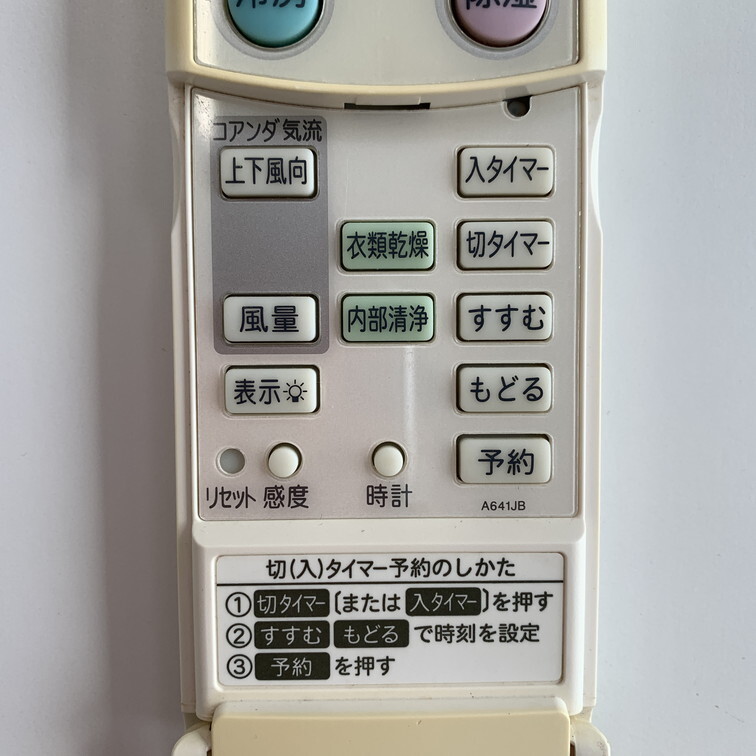 冷房
除湿
コアンダ気流
上下風向
入タイマー
衣類乾燥
切タイマー
風量
内部清浄
すすむ
表示
もどる
リセット
感度
時計
予約
A641JB
切(入)タイマー予約のしかた
①切タイマー〔または 入タイマー〕を押す
②すすむ もどる で時刻を設定
③予約 を押す